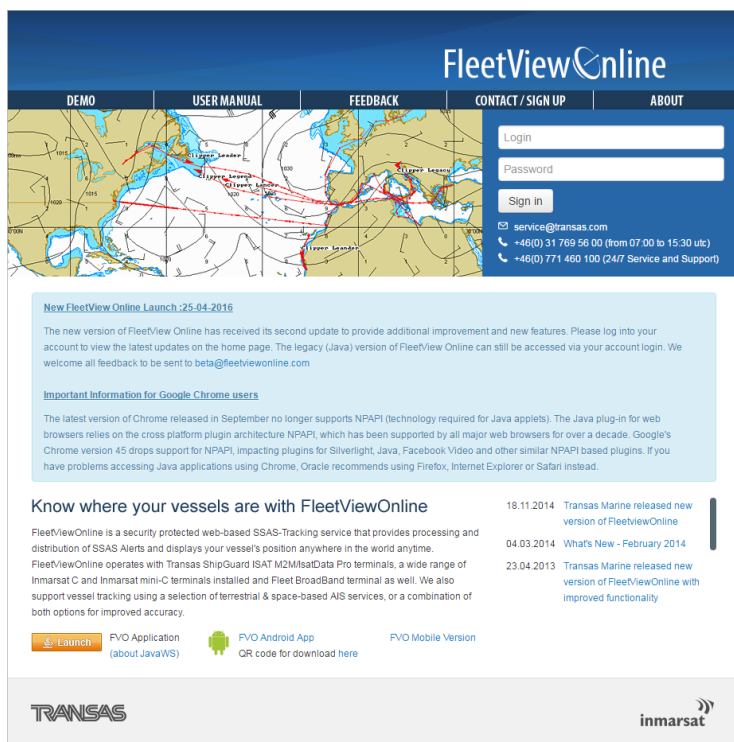 FleetViewOnline
DEMO
USER MANUAL
FEEDBACK
CONTACT / SIGN UP
ABOUT
Login
Password
Sign in
service@transas.com
+46(0) 31 769 56 00 (from 07:00 to 15:30 utc)
+46(0) 771 460 100 (24/7 Service and Support)
Clipper Leader
Clipper Legend
Clipper Lancer
Clipper Legacy
Clipper Leander
1015
1030
1015
1020
1020
New FleetView Online Launch :25-04-2016
The new version of FleetView Online has received its second update to provide additional improvement and new features. Please log into your
account to view the latest updates on the home page. The legacy (Java) version of FleetView Online can still be accessed via your account login. We
welcome all feedback to be sent to beta@fleetviewonline.com
Important Information for Google Chrome users
The latest version of Chrome released in September no longer supports NPAPI (technology required for Java applets). The Java plug-in for web
browsers relies on the cross platform plugin architecture NPAPI, which has been supported by all major web browsers for over a decade. Google's
Chrome version 45 drops support for NPAPI, impacting plugins for Silverlight, Java, Facebook Video and other similar NPAPI based plugins. If you
have problems accessing Java applications using Chrome, Oracle recommends using Firefox, Internet Explorer or Safari instead.
Know where your vessels are with FleetViewOnline
FleetViewOnline is a security protected web-based SSAS-Tracking service that provides processing and
distribution of SSAS Alerts and displays your vessel's position anywhere in the world anytime.
FleetViewOnline operates with Transas ShipGuard ISAT M2M/IsatData Pro terminals, a wide range of
Inmarsat C and Inmarsat mini-C terminals installed and Fleet BroadBand terminal as well. We also
support vessel tracking using a selection of terrestrial & space-based AIS services, or a combination of
both options for improved accuracy.
18.11.2014 Transas Marine released new
version of FleetviewOnline
04.03.2014 What's New - February 2014
23.04.2013 Transas Marine released new
version of FleetViewOnline with
improved functionality
Launch
FVO Application
(about JavaWS)
FVO Android App
QR code for download here
FVO Mobile Version
TRANSAS
inmarsat